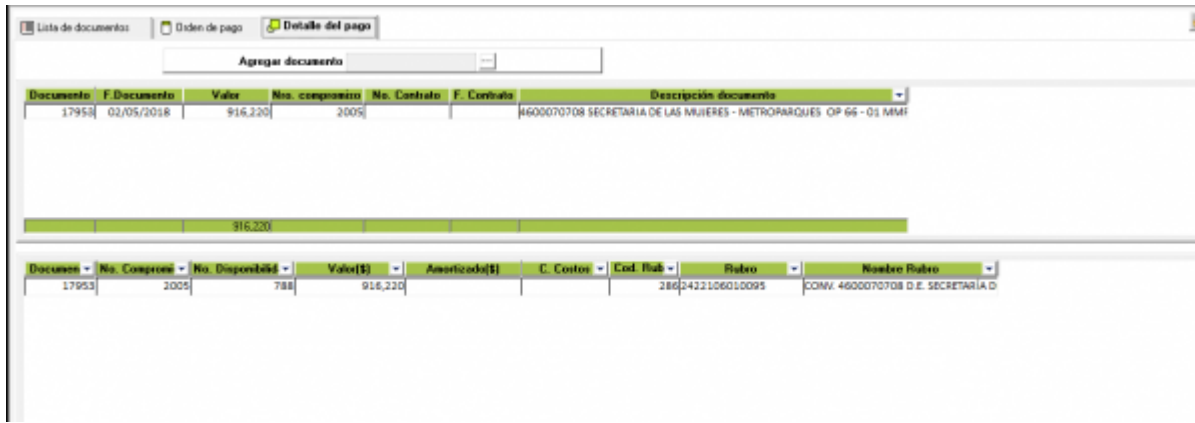 Lista de documentos Orden de pago Detalle del pago
Agregar documento
Documento F.Documento Valor Nro. compromiso No. Contrato F. Contrato Descripción documento
17953 02/05/2018 916,220 2005 4600070708 SECRETARIA DE LAS MUJERES - METROPARQUES OP 66 - 01
916,220
Documen No. Compromi No. Disponibilid Valor($) Amortizado($) C. Costos Cod. Rub Rubro Nombre Rubro
17953 2005 788 916,220 286 2422106010095 CONV. 4600070708 D.E. SECRETARÍA D